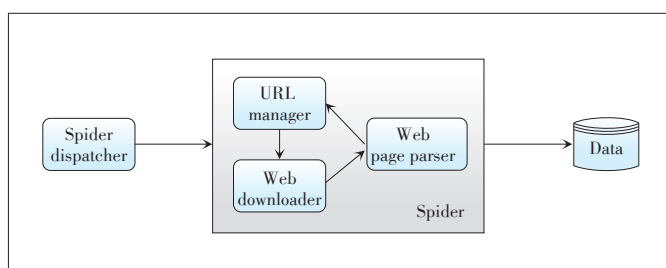 Spider
dispatcher
URL
manager
Web
downloader
Web
page parser
Spider
Data